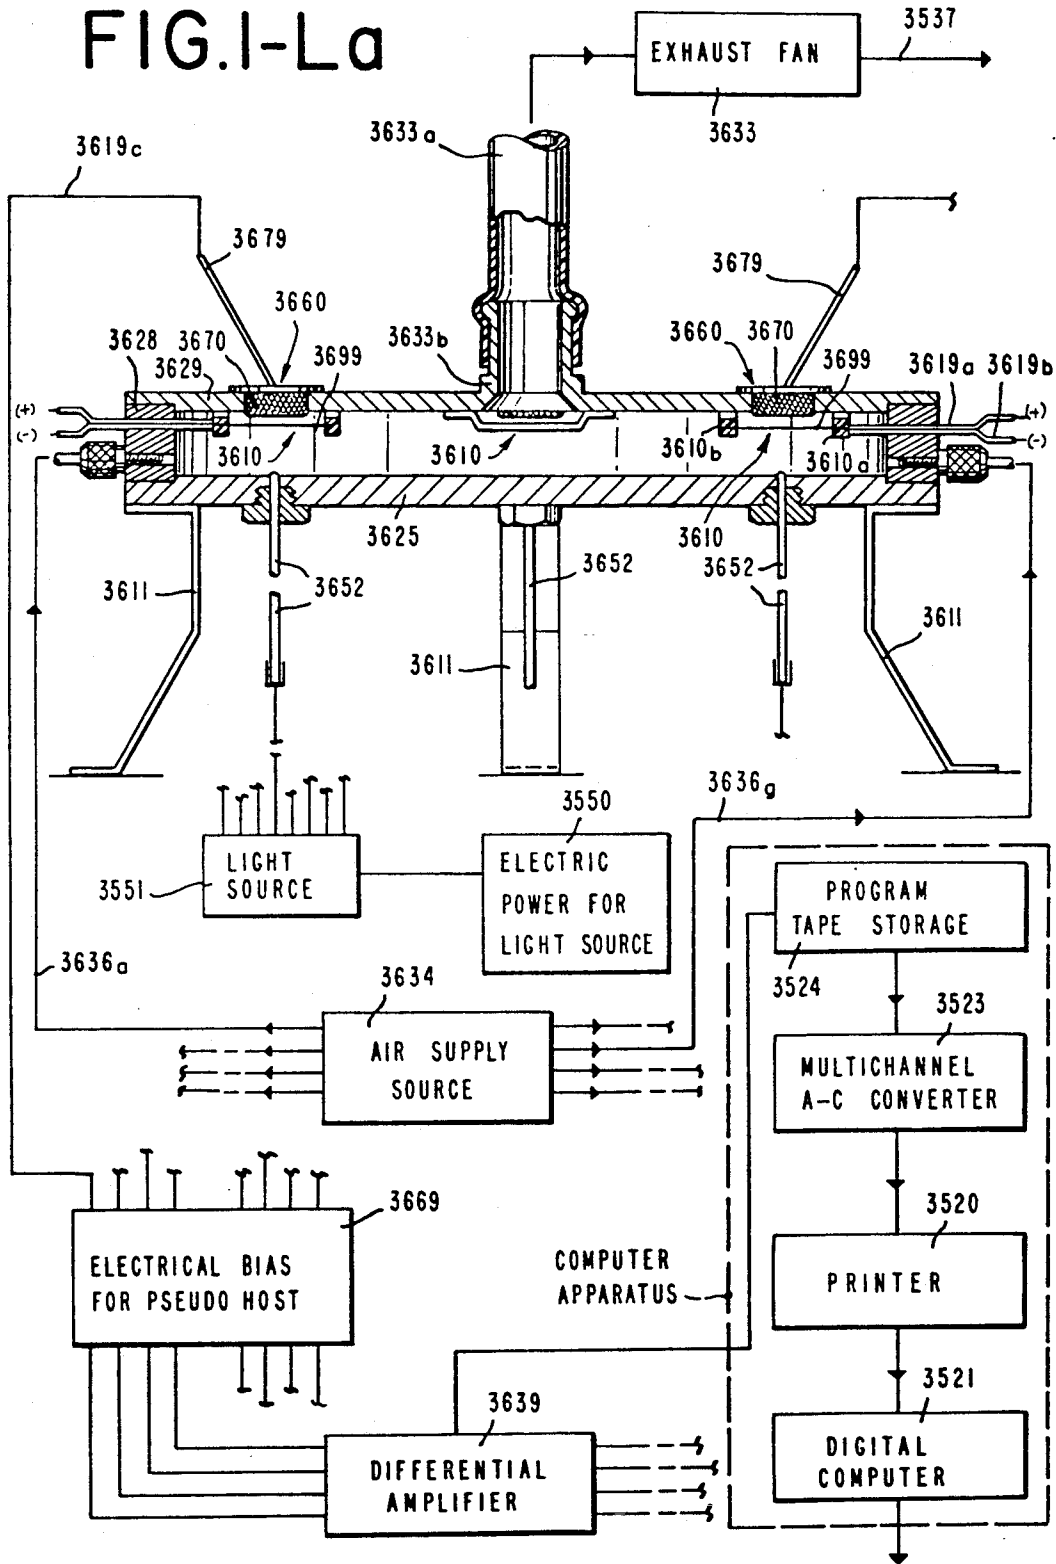 FIG.1-La
3537
EXHAUST FAN
3633
3633a
3619c
3679
3679
3660
3670
3628
3629
3699
3633b
3660
3670
3699
3619a
3619b
(+)
(-)
(+)
(-)
3610
3610
3610b
3610a
3610
3625
3652
3652
3652
3611
3611
3611
3636g
3550
3551
LIGHT
SOURCE
ELECTRIC
POWER FOR
LIGHT SOURCE
PROGRAM
TAPE STORAGE
3524
3636a
3634
AIR SUPPLY
SOURCE
3523
MULTICHANNEL
A-C CONVERTER
3669
ELECTRICAL BIAS
FOR PSEUDO HOST
COMPUTER
APPARATUS
3520
PRINTER
3639
DIFFERENTIAL
AMPLIFIER
3521
DIGITAL
COMPUTER